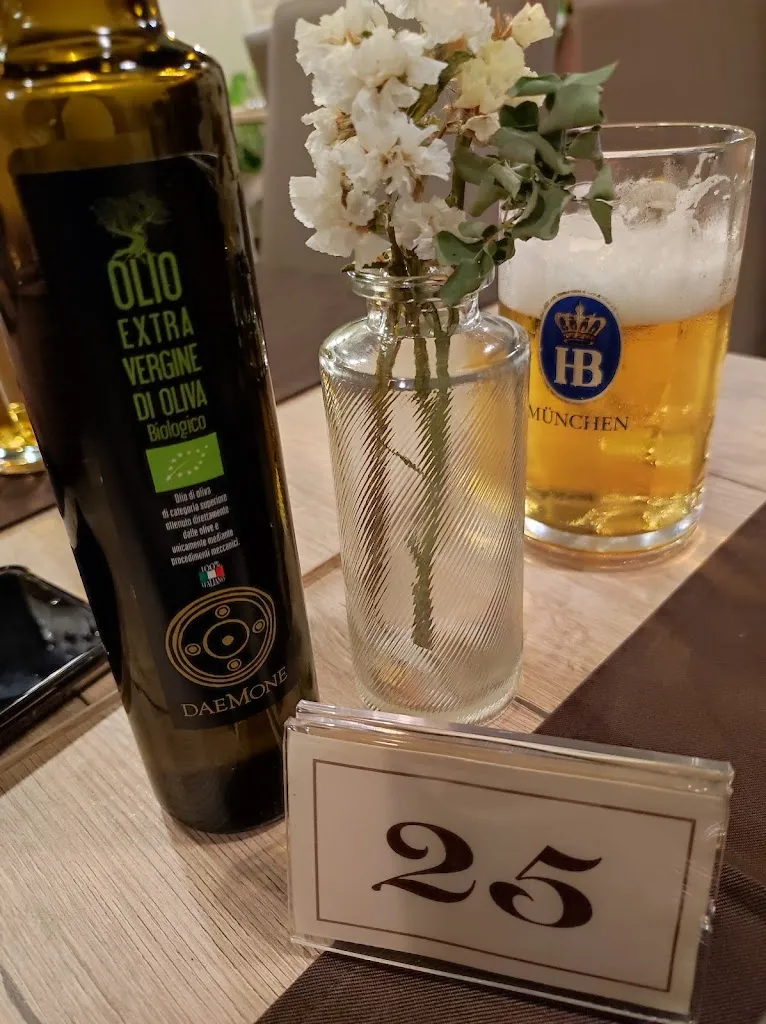 OLIO
EXTRA
VERGINE
DI OLIVA
Biologico
Olio di oliva
di categoria superiore
ottenuto direttamente
dalle olive e
unicamente mediante
procedimenti meccanici.
100%
ITALIANO
DAEMONE
HB
MÜNCHEN
25